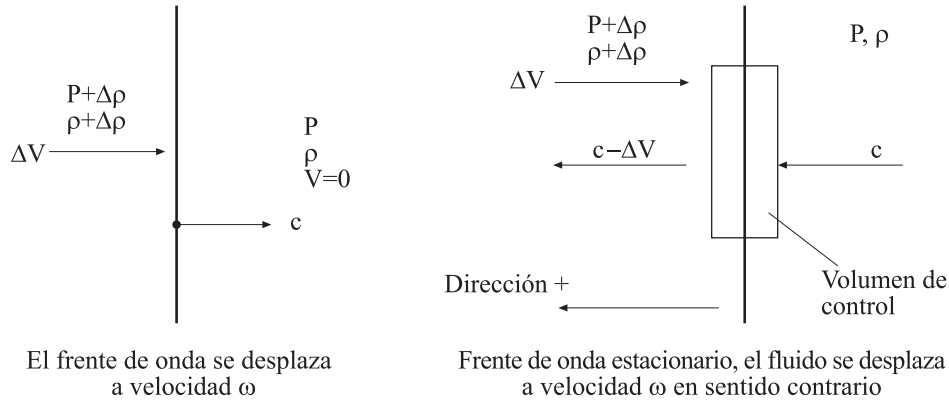 P+Δρ
ρ+Δρ
ΔV
P
ρ
V=0
c
El frente de onda se desplaza
a velocidad ω
P+Δρ
ρ+Δρ
ΔV
P, ρ
c−ΔV
c
Dirección +
Volumen de
control
Frente de onda estacionario, el fluido se desplaza
a velocidad ω en sentido contrario